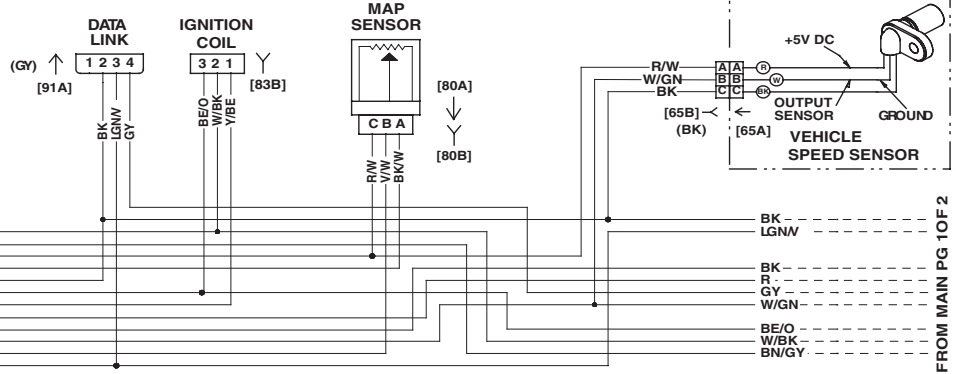 DATA
LINK
(GY)
[91A]
1 2 3 4
BK
LGN/V
GY
IGNITION
COIL
3 2 1
[83B]
BE/O
W/BK
Y/BE
MAP
SENSOR
[80A]
[80B]
C B A
R/W
V/W
BK/W
R/W
W/GN
BK
A A
B B
C C
R
W
BK
+5V DC
OUTPUT
SENSOR
GROUND
[65B]
(BK)
[65A]
VEHICLE
SPEED SENSOR
BK
LGN/V
BK
R
GY
W/GN
BE/O
W/BK
BN/GY
FROM MAIN PG 1 OF 2